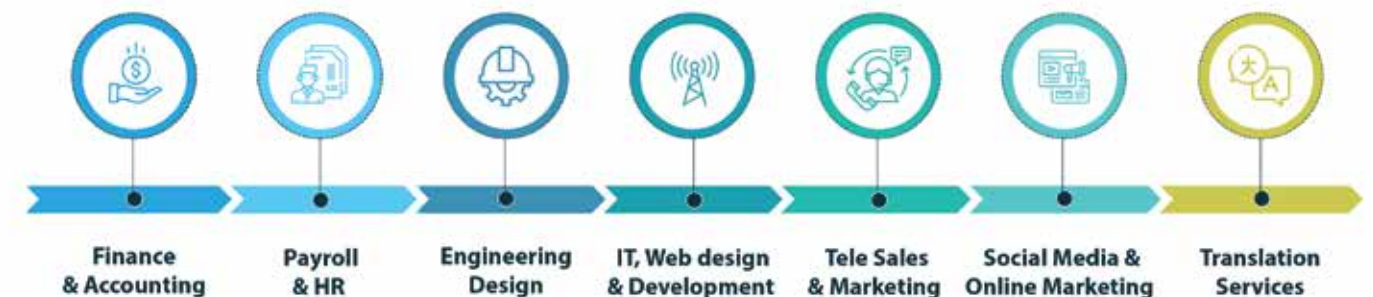 $
大
A
Finance
& Accounting
Payroll
& HR
Engineering
Design
IT, Web design
& Development
Tele Sales
& Marketing
Social Media &
Online Marketing
Translation
Services